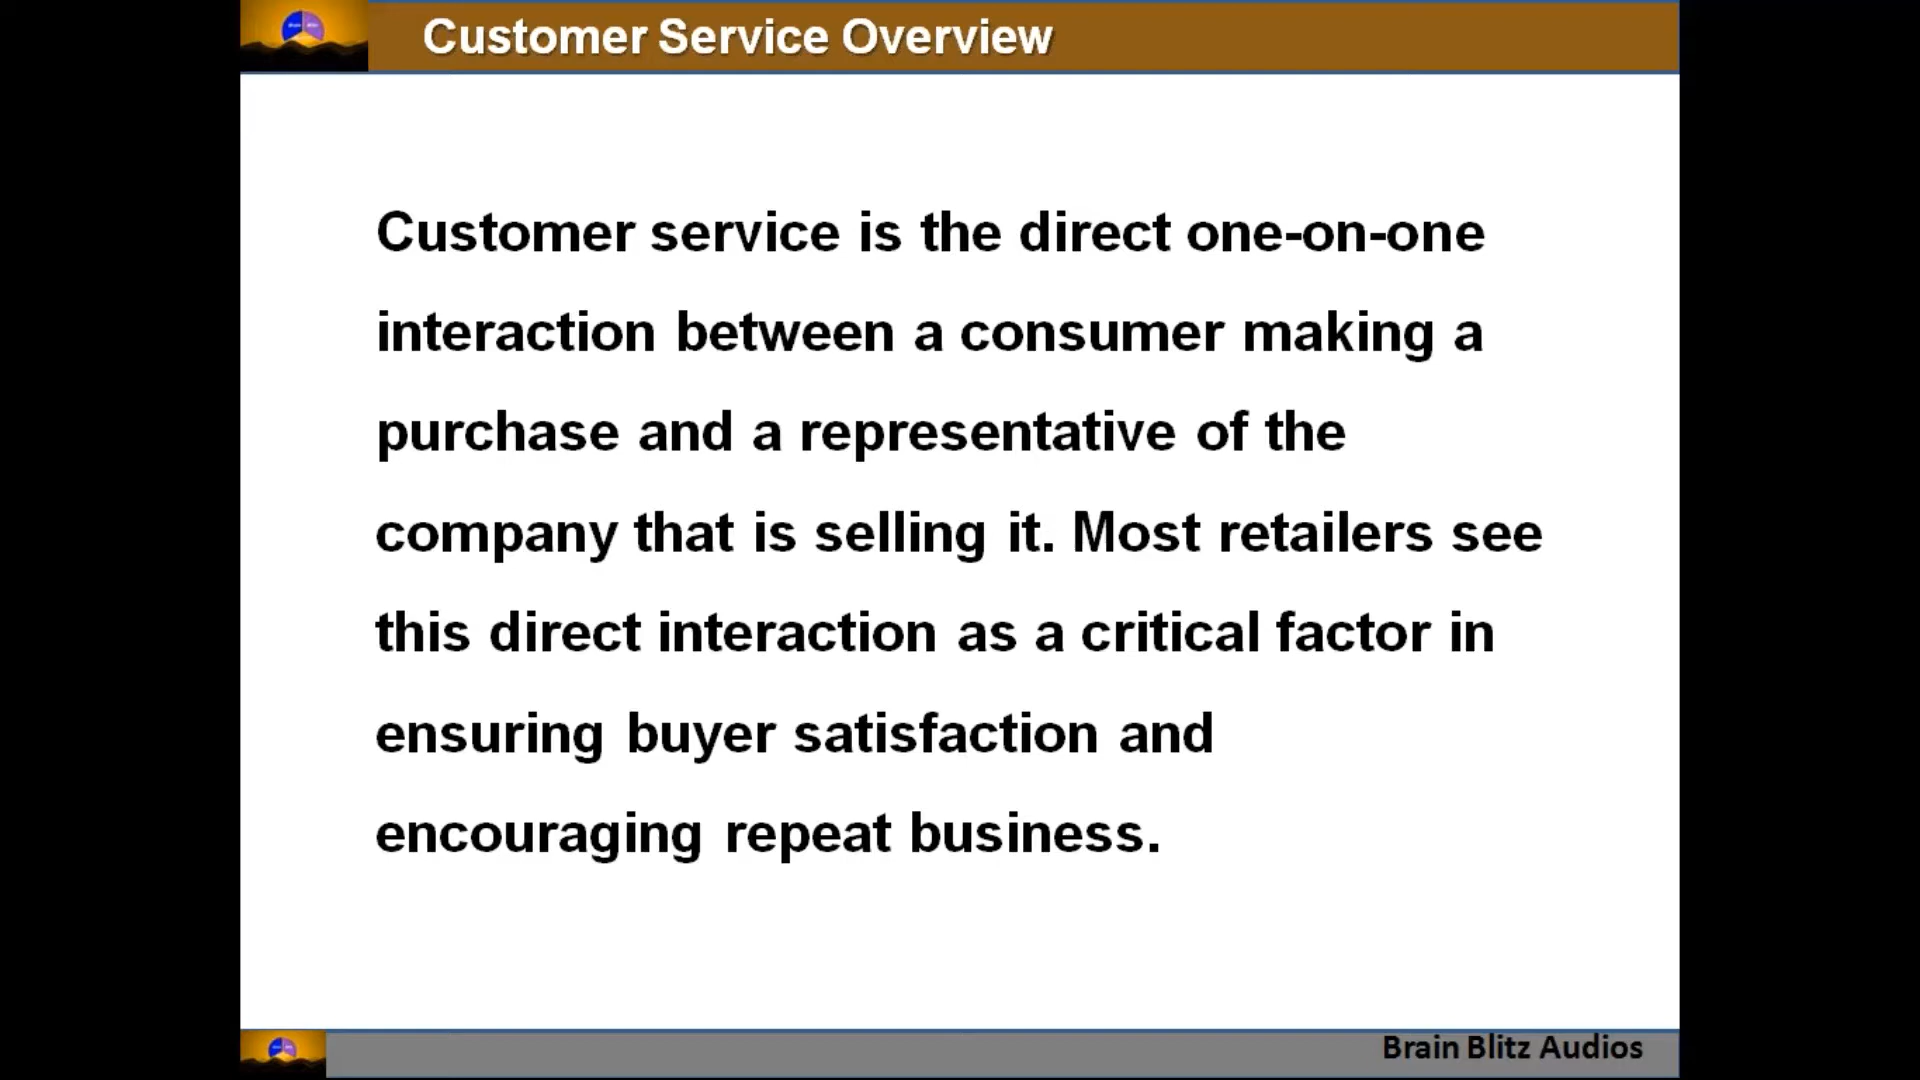 Customer Service Overview
Customer service is the direct one-on-one
interaction between a consumer making a
purchase and a representative of the
company that is selling it. Most retailers see
this direct interaction as a critical factor in
ensuring buyer satisfaction and
encouraging repeat business.
Brain Blitz Audios